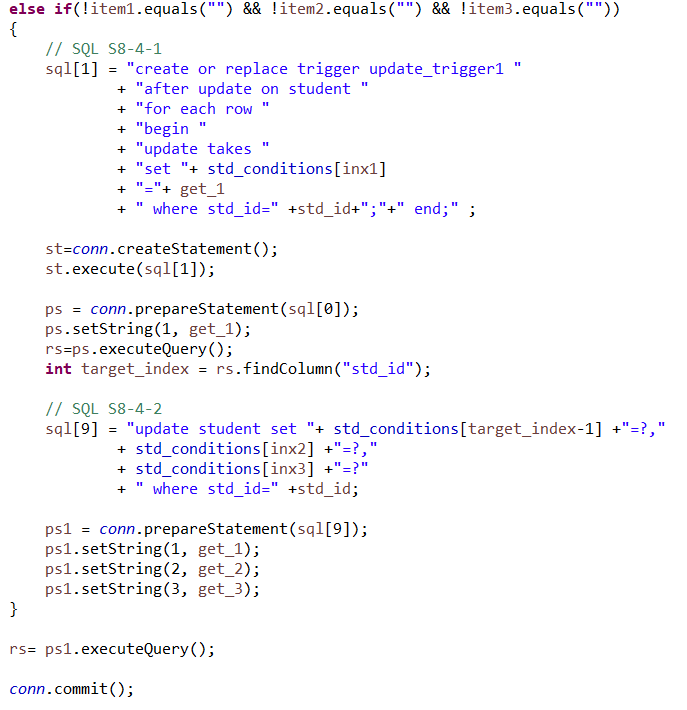 else if(!item1.equals("") && !item2.equals("") && !item3.equals(""))
{
    // SQL S8-4-1
    sql[1] = "create or replace trigger update_trigger1 "
            + "after update on student "
            + "for each row "
            + "begin "
            + "update takes "
            + "set "+ std_conditions[inx1]
            + "="+ get_1
            + " where std_id=" +std_id+";"+" end;" ;

    st=conn.createStatement();
    st.execute(sql[1]);

    ps = conn.prepareStatement(sql[0]);
    ps.setString(1, get_1);
    rs=ps.executeQuery();
    int target_index = rs.findColumn("std_id");

    // SQL S8-4-2
    sql[9] = "update student set "+ std_conditions[target_index-1] +"=?,"
            + std_conditions[inx2] +"=?,"
            + std_conditions[inx3] +"=?"
            + " where std_id=" +std_id;

    ps1 = conn.prepareStatement(sql[9]);
    ps1.setString(1, get_1);
    ps1.setString(2, get_2);
    ps1.setString(3, get_3);
}

rs= ps1.executeQuery();

conn.commit();